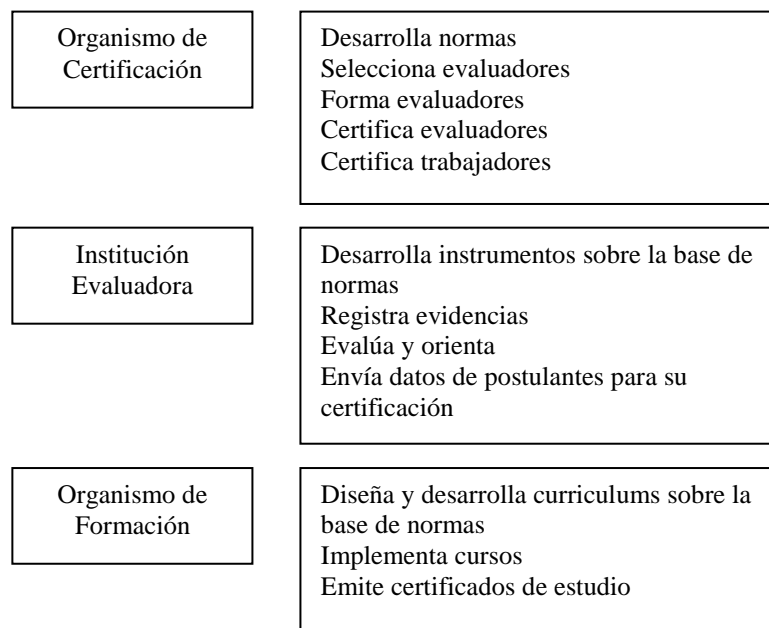 Organismo de
Certificación
Desarrolla normas
Selecciona evaluadores
Forma evaluadores
Certifica evaluadores
Certifica trabajadores
Institución
Evaluadora
Desarrolla instrumentos sobre la base de
normas
Registra evidencias
Evalúa y orienta
Envía datos de postulantes para su
certificación
Organismo de
Formación
Diseña y desarrolla curriculums sobre la
base de normas
Implementa cursos
Emite certificados de estudio